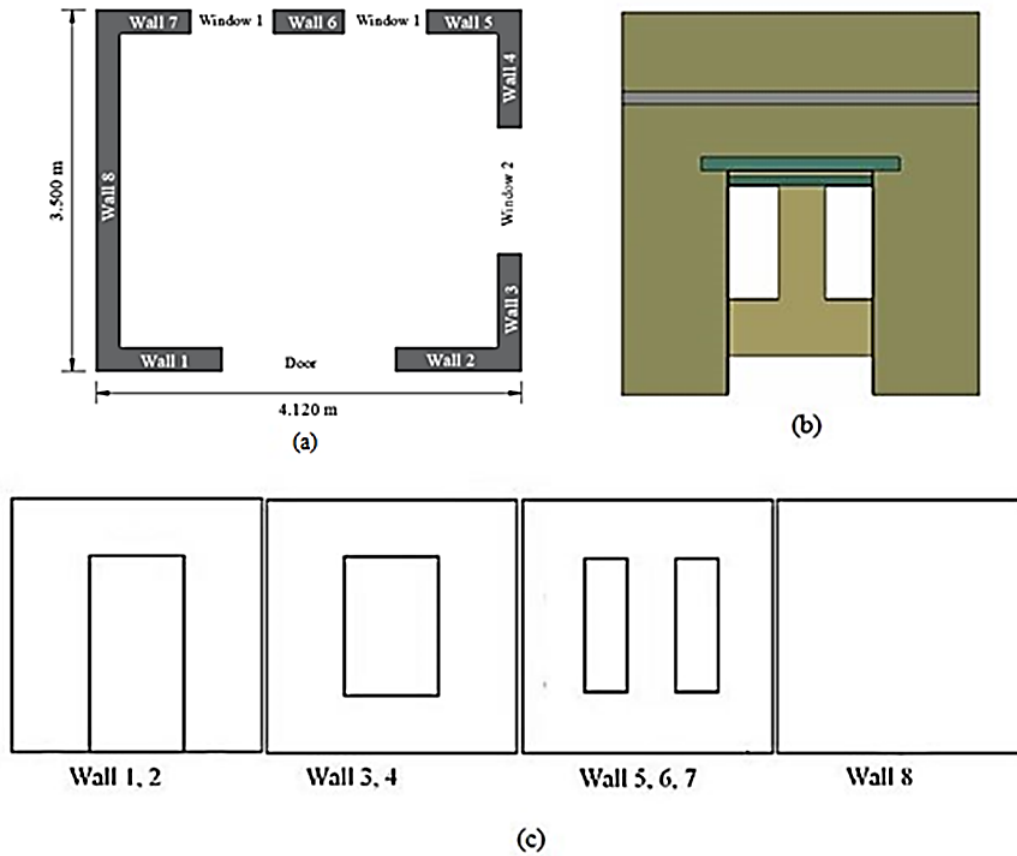 Wall 7 Window 1 Wall 6 Window 1 Wall 5
Wall 4
3.500 m
Wall 8
Window 2
Wall 3
Wall 1 Door Wall 2
4.120 m
(a)
(b)
Wall 1, 2 Wall 3, 4 Wall 5, 6, 7 Wall 8
(c)